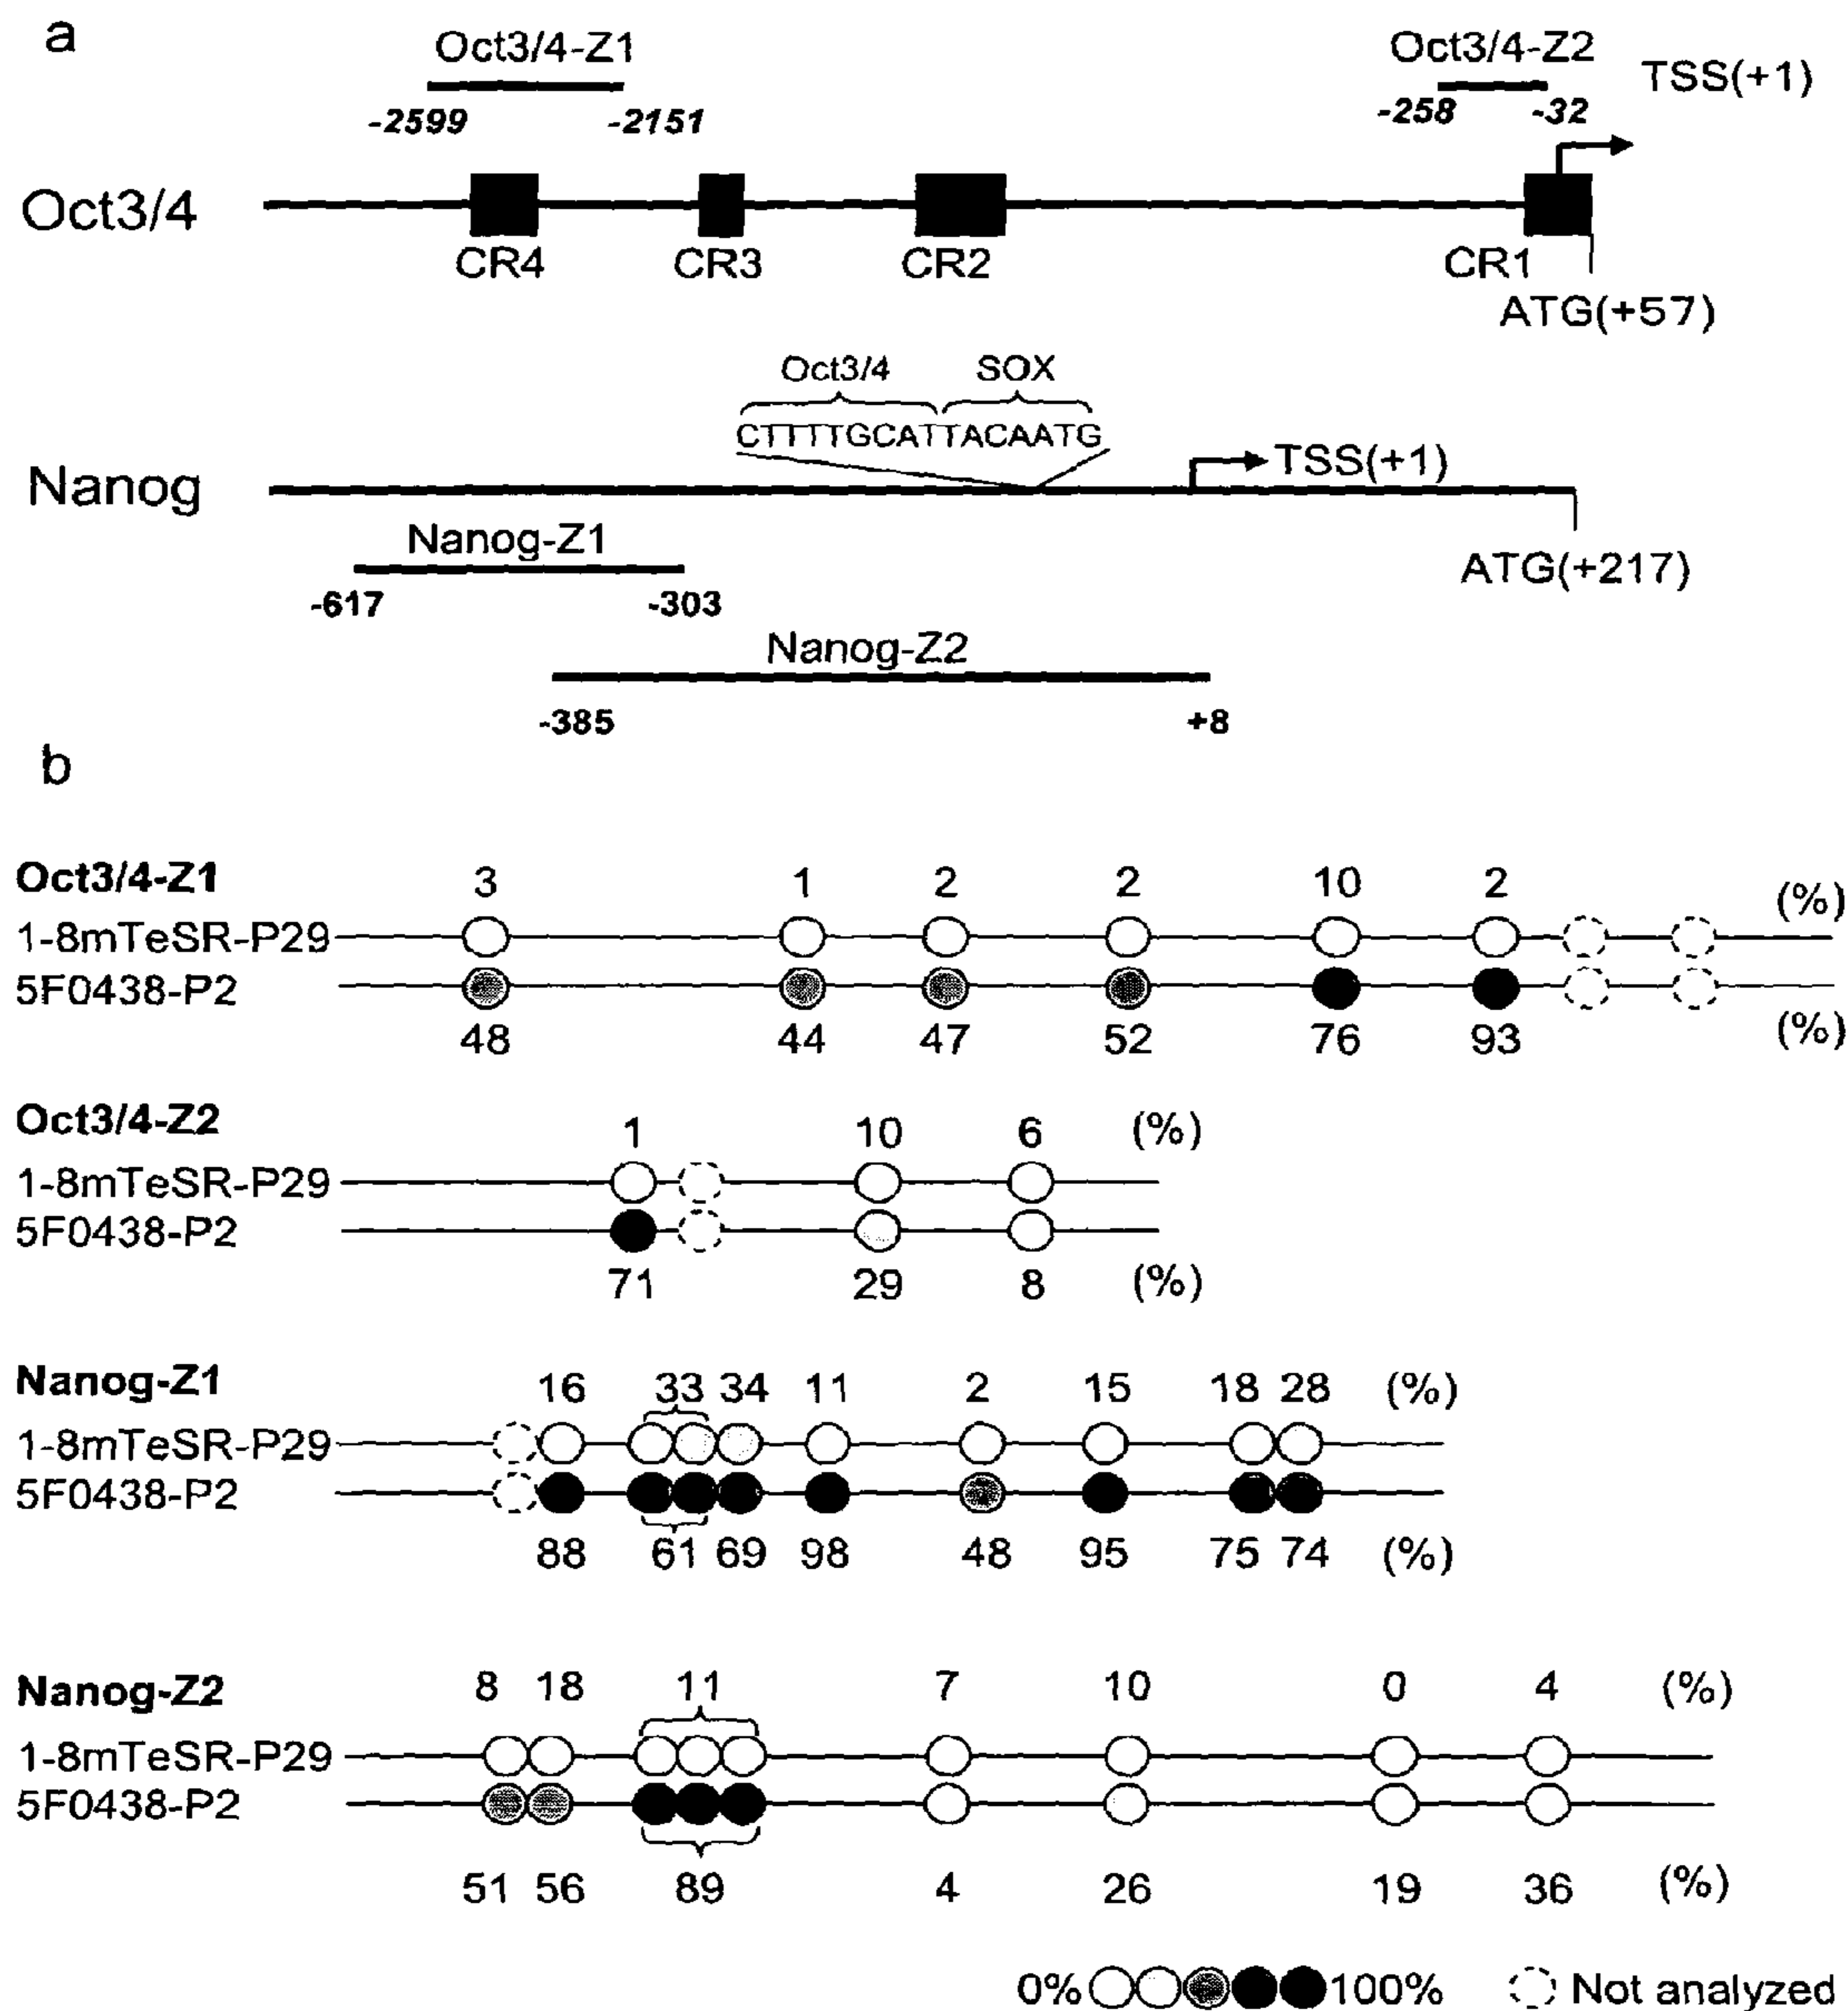 a
Oct3/4-Z1 Oct3/4-Z2 TSS(+1)
-2599 -2151 -258 -32
Oct3/4
CR4 CR3 CR2 CR1
ATG(+57)
Oct3/4 SOX
CTTTTGCATTACAATG
Nanog TSS(+1)
Nanog-Z1 ATG(+217)
-617 -303
Nanog-Z2
-385 +8
b
Oct3/4-Z1 3 1 2 2 10 2 (%)
1-8mTeSR-P29
5F0438-P2
48 44 47 52 76 93 (%)
Oct3/4-Z2 1 10 6 (%)
1-8mTeSR-P29
5F0438-P2
71 29 8 (%)
Nanog-Z1 16 33 34 11 2 15 18 28 (%)
1-8mTeSR-P29
5F0438-P2
88 61 69 98 48 95 75 74 (%)
Nanog-Z2 8 18 11 7 10 0 4 (%)
1-8mTeSR-P29
5F0438-P2
51 56 89 4 26 19 36 (%)
0% 100% Not analyzed